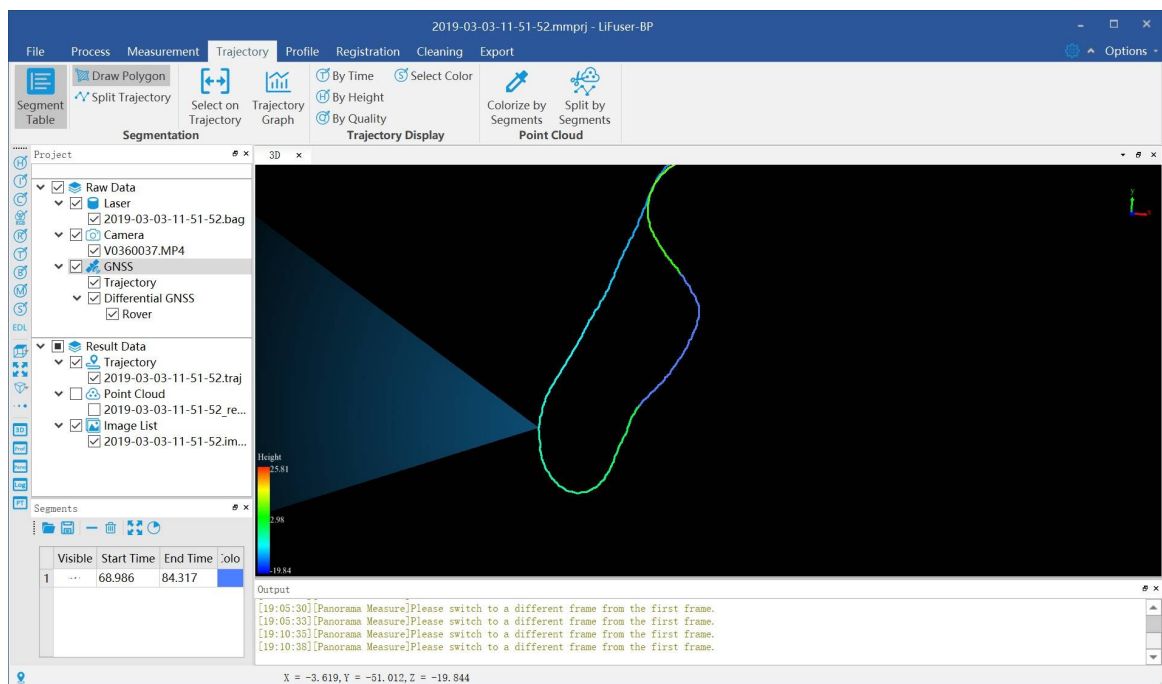 2019-03-03-11-51-52.mmprj - LiFuser-BP
File Process Measurement Trajectory Profile Registration Cleaning Export Options
Segment Table
Draw Polygon
Split Trajectory
Select on Trajectory
Segmentation
Trajectory Graph
By Time
By Height
By Quality
Select Color
Trajectory Display
Colorize by Segments
Split by Segments
Point Cloud
Project
Raw Data
Laser
2019-03-03-11-51-52.bag
Camera
V0360037.MP4
GNSS
Trajectory
Differential GNSS
Rover
Result Data
Trajectory
2019-03-03-11-51-52.traj
Point Cloud
2019-03-03-11-51-52_re...
Image List
2019-03-03-11-51-52.im...
EDL
3D
Prof
Pano
Log
PT
3D
y
Height
25.81
2.98
-19.84
Segments
Visible Start Time End Time Colo
1 68.986 84.317
Output
[19:05:30][Panorama Measure]Please switch to a different frame from the first frame.
[19:05:33][Panorama Measure]Please switch to a different frame from the first frame.
[19:10:35][Panorama Measure]Please switch to a different frame from the first frame.
[19:10:38][Panorama Measure]Please switch to a different frame from the first frame.
X = -3.619, Y = -51.012, Z = -19.844